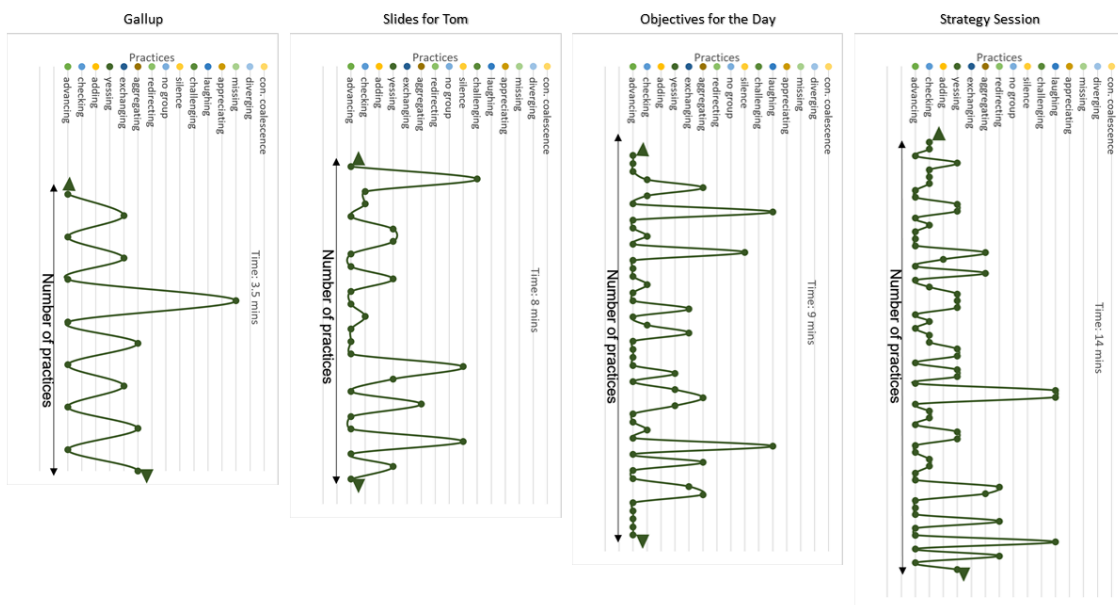 Gallup
Practices
advancing
checking
adding
yessing
exchanging
aggregating
redirecting
no group
silence
challenging
laughing
appreciating
missing
diverging
con. coalescence
Time: 3.5 mins
Number of practices
Slides for Tom
Practices
advancing
checking
adding
yessing
exchanging
aggregating
redirecting
no group
silence
challenging
laughing
appreciating
missing
diverging
con. coalescence
Time: 8 mins
Number of practices
Objectives for the Day
Practices
advancing
checking
adding
yessing
exchanging
aggregating
redirecting
no group
silence
challenging
laughing
appreciating
missing
diverging
con. coalescence
Time: 9 mins
Number of practices
Strategy Session
Practices
advancing
checking
adding
yessing
exchanging
aggregating
redirecting
no group
silence
challenging
laughing
appreciating
missing
diverging
con. coalescence
Time: 14 mins
Number of practices